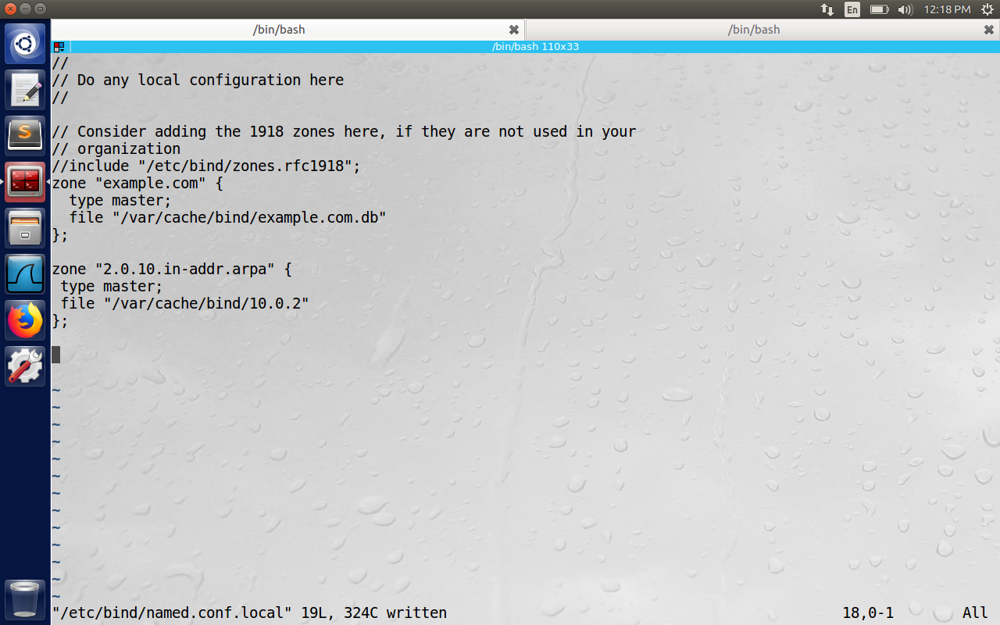 En 12:18 PM
/bin/bash /bin/bash
/bin/bash 110x33
//
// Do any local configuration here
//
// Consider adding the 1918 zones here, if they are not used in your
// organization
//include "/etc/bind/zones.rfc1918";
zone "example.com" {
type master;
file "/var/cache/bind/example.com.db"
};
zone "2.0.10.in-addr.arpa" {
type master;
file "/var/cache/bind/10.0.2"
};
~
~
~
~
~
~
~
~
~
~
~
~
~
"/etc/bind/named.conf.local" 19L, 324C written 18,0-1 All